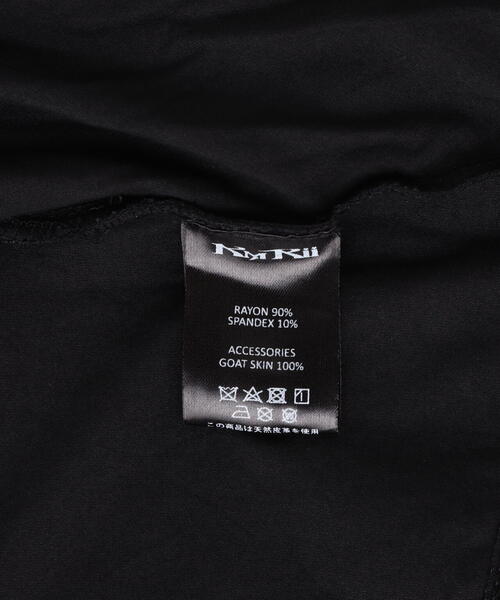 KmRii
RAYON 90%
SPANDEX 10%
ACCESSORIES
GOAT SKIN 100%
この商品は天然皮革を使用